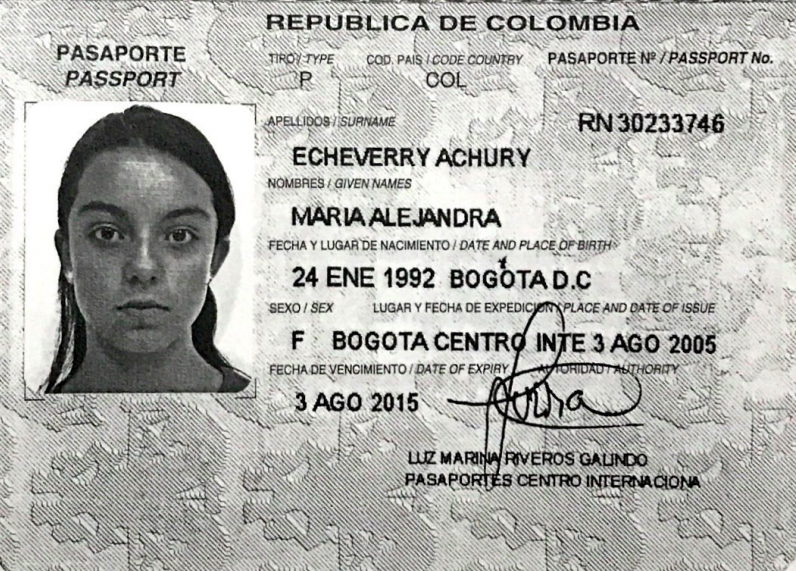 REPUBLICA DE COLOMBIA
PASAPORTE
PASSPORT
TIPO / TYPE COD. PAIS / CODE COUNTRY PASAPORTE Nº / PASSPORT No.
P COL
APELLIDOS / SURNAME RN 30233746
ECHEVERRY ACHURY
NOMBRES / GIVEN NAMES
MARIA ALEJANDRA
FECHA Y LUGAR DE NACIMIENTO / DATE AND PLACE OF BIRTH
24 ENE 1992 BOGOTA D.C
SEXO / SEX LUGAR Y FECHA DE EXPEDICION / PLACE AND DATE OF ISSUE
F BOGOTA CENTRO INTE 3 AGO 2005
FECHA DE VENCIMIENTO / DATE OF EXPIRY AUTORIDAD / AUTHORITY
3 AGO 2015
LUZ MARINA RIVEROS GALINDO
PASAPORTES CENTRO INTERNACIONA